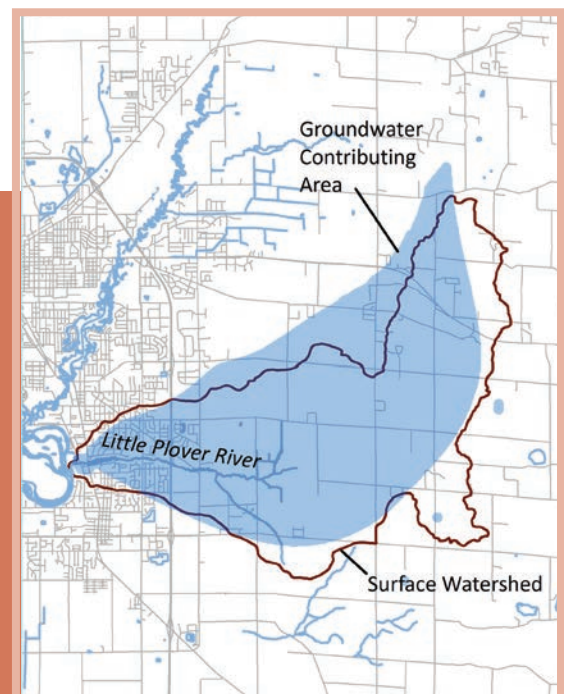 Groundwater
Contributing
Area
Little Plover River
Surface Watershed